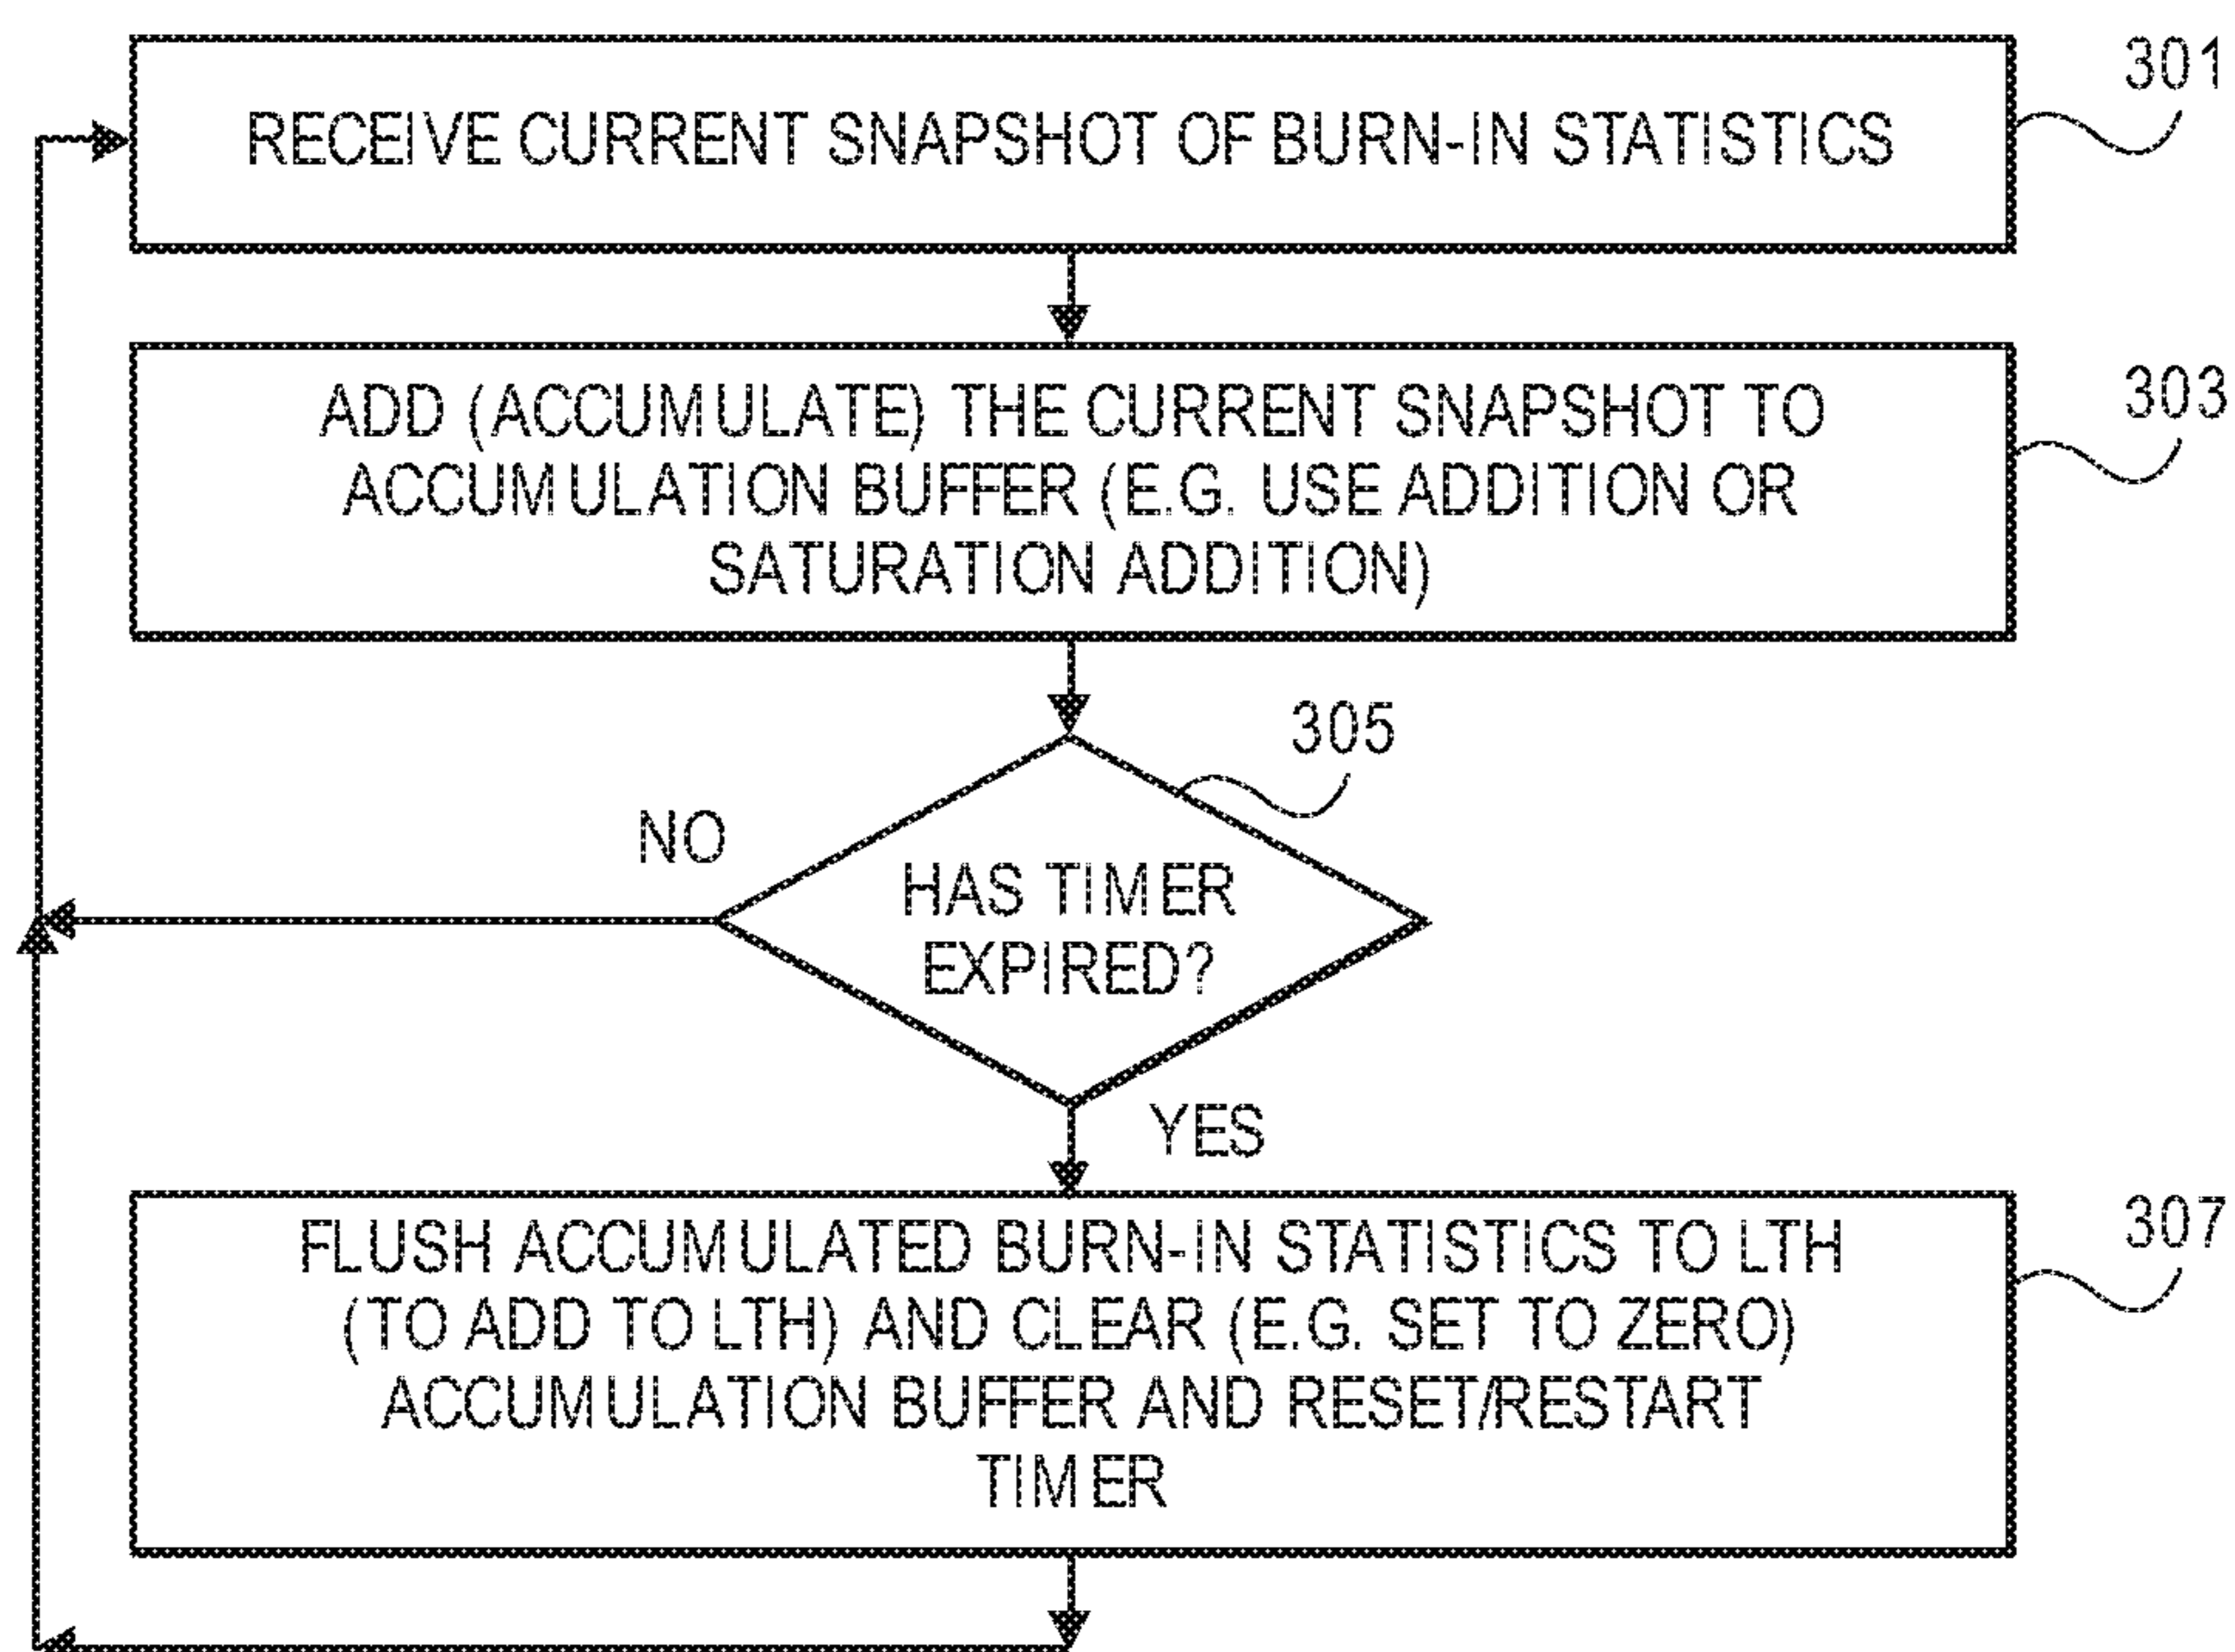 RECEIVE CURRENT SNAPSHOT OF BURN-IN STATISTICS
301
ADD (ACCUMULATE) THE CURRENT SNAPSHOT TO
ACCUMULATION BUFFER (E.G. USE ADDITION OR
SATURATION ADDITION)
303
305
NO
HAS TIMER
EXPIRED?
YES
FLUSH ACCUMULATED BURN-IN STATISTICS TO LTH
(TO ADD TO LTH) AND CLEAR (E.G. SET TO ZERO)
ACCUMULATION BUFFER AND RESET/RESTART
TIMER
307